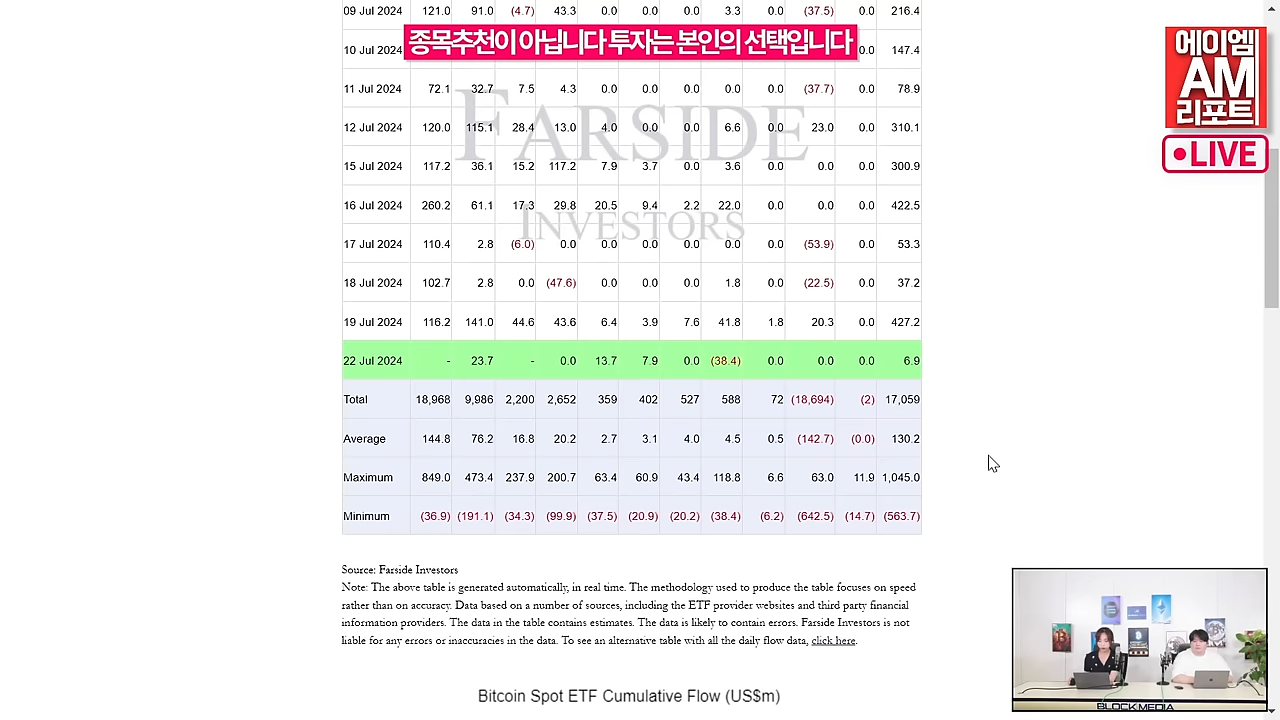 09 Jul 2024 121.0 91.0 (4.7) 43.3 0.0 0.0 0.0 3.3 0.0 (37.5) 0.0 216.4
종목추천이 아닙니다 투자는 본인의 선택입니다
10 Jul 2024 0.0 147.4
11 Jul 2024 72.1 32.7 7.5 4.3 0.0 0.0 0.0 0.0 0.0 (37.7) 0.0 78.9
12 Jul 2024 120.0 115.1 28.4 13.0 4.0 0.0 0.0 6.6 0.0 23.0 0.0 310.1
15 Jul 2024 117.2 36.1 15.2 117.2 7.9 3.7 0.0 3.6 0.0 0.0 0.0 300.9
16 Jul 2024 260.2 61.1 17.3 29.8 20.5 9.4 2.2 22.0 0.0 0.0 0.0 422.5
17 Jul 2024 110.4 2.8 (6.0) 0.0 0.0 0.0 0.0 0.0 0.0 (53.9) 0.0 53.3
18 Jul 2024 102.7 2.8 0.0 (47.6) 0.0 0.0 0.0 1.8 0.0 (22.5) 0.0 37.2
19 Jul 2024 116.2 141.0 44.6 43.6 6.4 3.9 7.6 41.8 1.8 20.3 0.0 427.2
22 Jul 2024 - 23.7 - 0.0 13.7 7.9 0.0 (38.4) 0.0 0.0 0.0 6.9
Total 18,968 9,986 2,200 2,652 359 402 527 588 72 (18,694) (2) 17,059
Average 144.8 76.2 16.8 20.2 2.7 3.1 4.0 4.5 0.5 (142.7) (0.0) 130.2
Maximum 849.0 473.4 237.9 200.7 63.4 60.9 43.4 118.8 6.6 63.0 11.9 1,045.0
Minimum (36.9) (191.1) (34.3) (99.9) (37.5) (20.9) (20.2) (38.4) (6.2) (642.5) (14.7) (563.7)
FARSIDE
INVESTORS
Source: Farside Investors
Note: The above table is generated automatically, in real time. The methodology used to produce the table focuses on speed
rather than on accuracy. Data based on a number of sources, including the ETF provider websites and third party financial
information providers. The data in the table contains estimates. The data is likely to contain errors. Farside Investors is not
liable for any errors or inaccuracies in the data. To see an alternative table with all the daily flow data, click here.
Bitcoin Spot ETF Cumulative Flow (US$m)
에이엠
AM
리포트
LIVE
BLOCKMEDIA